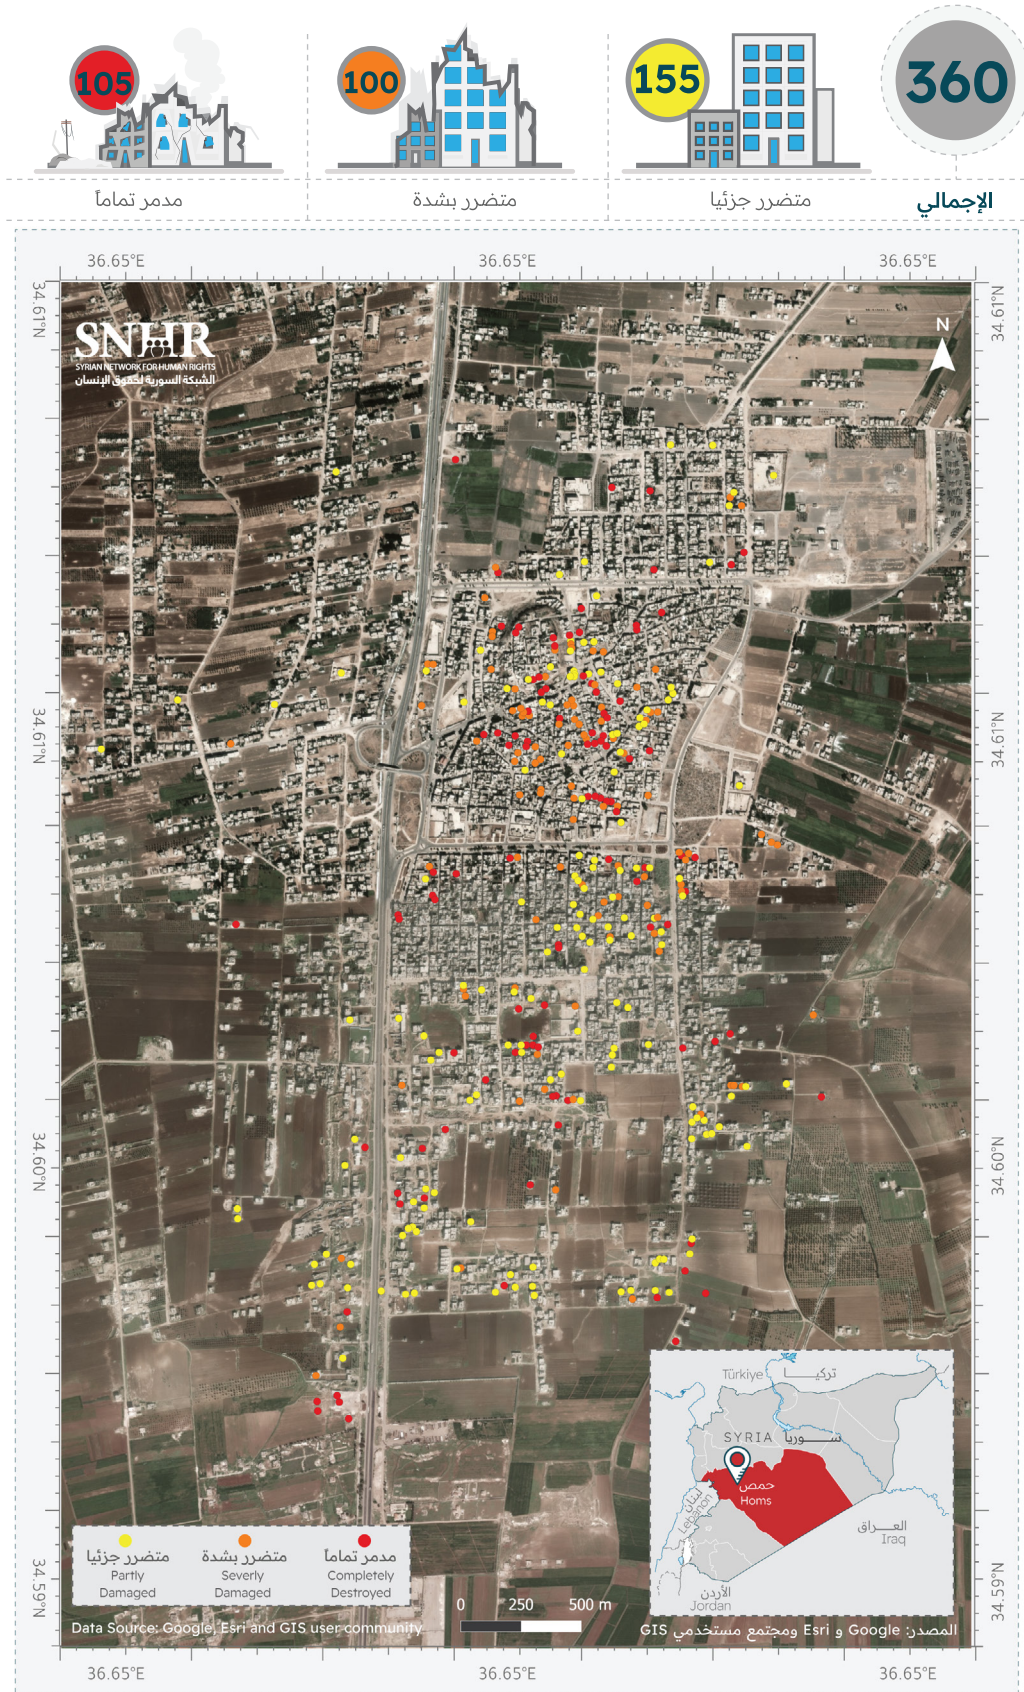 105
100
155
360
مدمر تماماً
متضرر بشدة
متضرر جزئيا
الإجمالي
36.65°E
36.65°E
36.65°E
34.61°N
34.61°N
SNHR
SYRIAN NETWORK FOR HUMAN RIGHTS
الشبكة السورية لحقوق الإنسان
N
34.61°N
34.61°N
34.60°N
34.60°N
Türkiye
تركيـــا
SYRIA
ســـوريا
حمص
Homs
لبنان
Lebanon
العـــراق
Iraq
الأردن
Jordan
متضرر جزئيا
Partly
Damaged
متضرر بشدة
Severly
Damaged
مدمر تماماً
Completely
Destroyed
34.59°N
34.59°N
0 250 500 m
Data Source: Google, Esri and GIS user community
المصدر: Google و Esri ومجتمع مستخدمي GIS
36.65°E
36.65°E
36.65°E